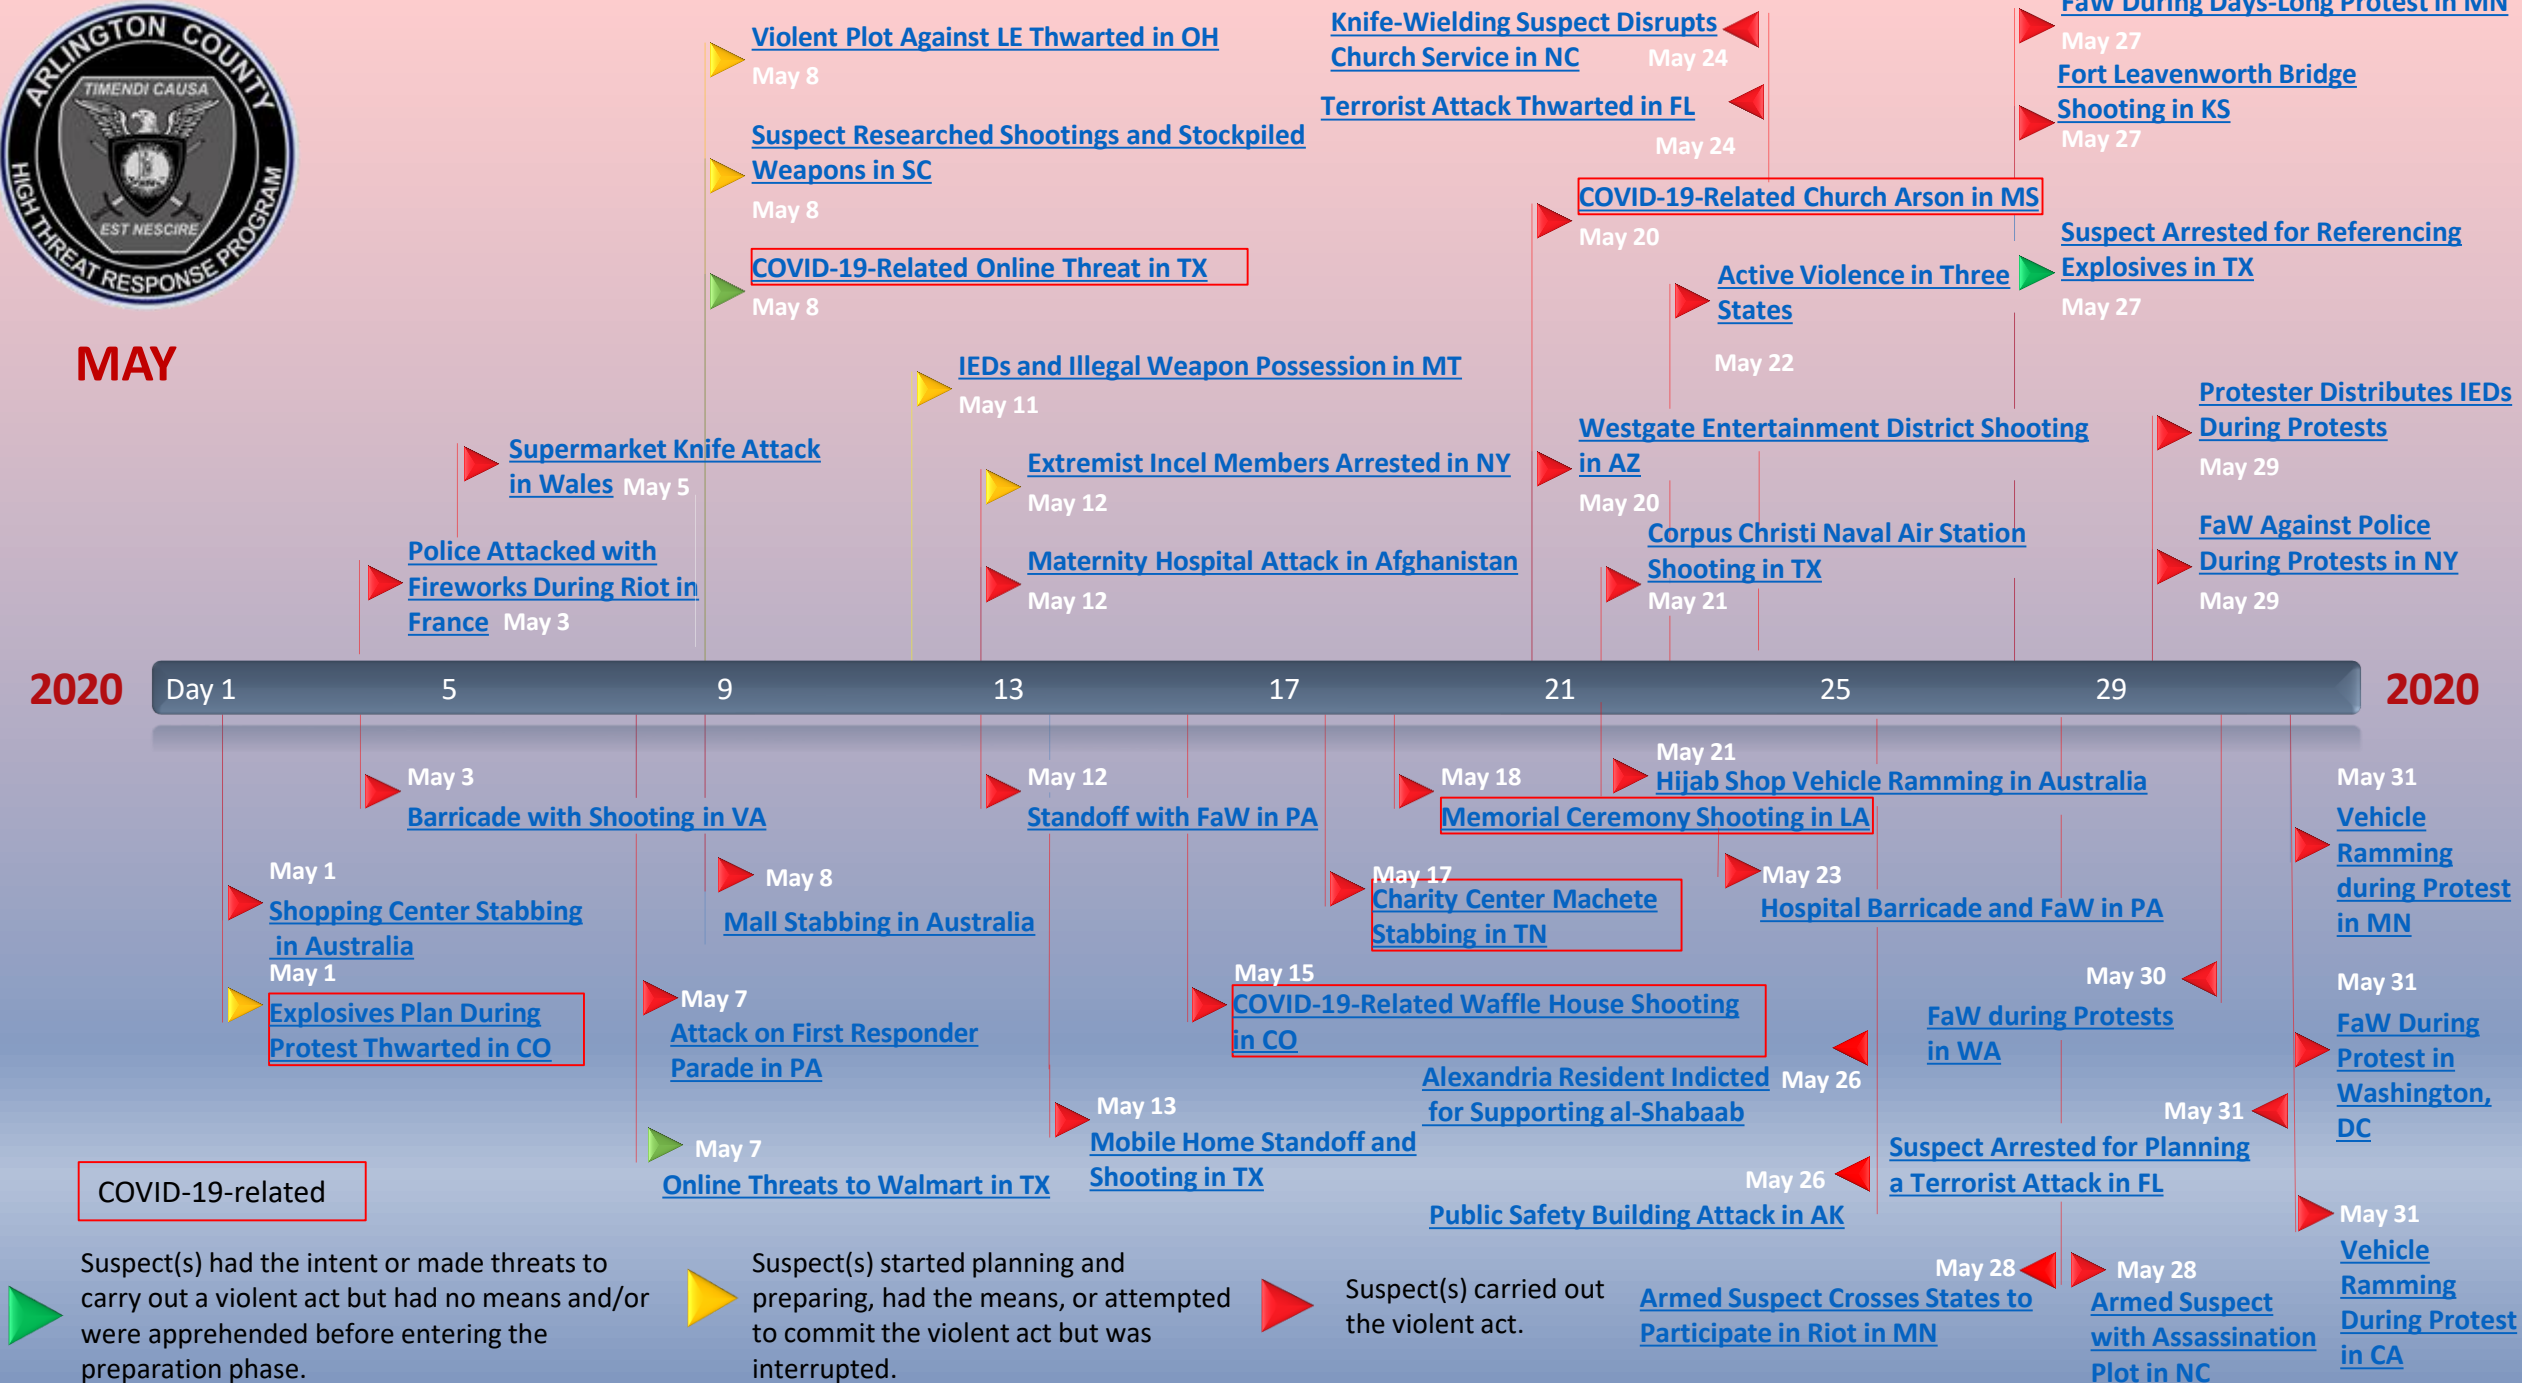 ARLINGTON COUNTY
TIMENDI CAUSA
EST NESCIRE
HIGH THREAT RESPONSE PROGRAM
MAY
Violent Plot Against LE Thwarted in OH
May 8
Suspect Researched Shootings and Stockpiled
Weapons in SC
May 8
COVID-19-Related Online Threat in TX
May 8
Knife-Wielding Suspect Disrupts
Church Service in NC
May 24
Terrorist Attack Thwarted in FL
May 24
FaW During Days-Long Protest in MN
May 27
Fort Leavenworth Bridge
Shooting in KS
May 27
COVID-19-Related Church Arson in MS
May 20
Suspect Arrested for Referencing
Explosives in TX
May 27
Active Violence in Three
States
May 22
IEDs and Illegal Weapon Possession in MT
May 11
Supermarket Knife Attack
in Wales May 5
Extremist Incel Members Arrested in NY
May 12
Westgate Entertainment District Shooting
in AZ
May 20
Protester Distributes IEDs
During Protests
May 29
Police Attacked with
Fireworks During Riot in
France May 3
Maternity Hospital Attack in Afghanistan
May 12
Corpus Christi Naval Air Station
Shooting in TX
May 21
FaW Against Police
During Protests in NY
May 29
2020 Day 1 5 9 13 17 21 25 29 2020
May 3
Barricade with Shooting in VA
May 12
Standoff with FaW in PA
May 18
Memorial Ceremony Shooting in LA
May 21
Hijab Shop Vehicle Ramming in Australia
May 31
Vehicle
Ramming
during Protest
in MN
May 1
Shopping Center Stabbing
in Australia
May 8
Mall Stabbing in Australia
May 17
Charity Center Machete
Stabbing in TN
May 23
Hospital Barricade and FaW in PA
May 1
Explosives Plan During
Protest Thwarted in CO
May 7
Attack on First Responder
Parade in PA
May 15
COVID-19-Related Waffle House Shooting
in CO
May 30
FaW during Protests
in WA
May 31
FaW During
Protest in
Washington,
DC
May 26
Alexandria Resident Indicted
for Supporting al-Shabaab
May 7
Online Threats to Walmart in TX
May 13
Mobile Home Standoff and
Shooting in TX
May 31
Suspect Arrested for Planning
a Terrorist Attack in FL
May 26
Public Safety Building Attack in AK
May 31
Vehicle
Ramming
During Protest
in CA
May 28
Armed Suspect Crosses States to
Participate in Riot in MN
May 28
Armed Suspect
with Assassination
Plot in NC
COVID-19-related
Suspect(s) had the intent or made threats to
carry out a violent act but had no means and/or
were apprehended before entering the
preparation phase.
Suspect(s) started planning and
preparing, had the means, or attempted
to commit the violent act but was
interrupted.
Suspect(s) carried out
the violent act.